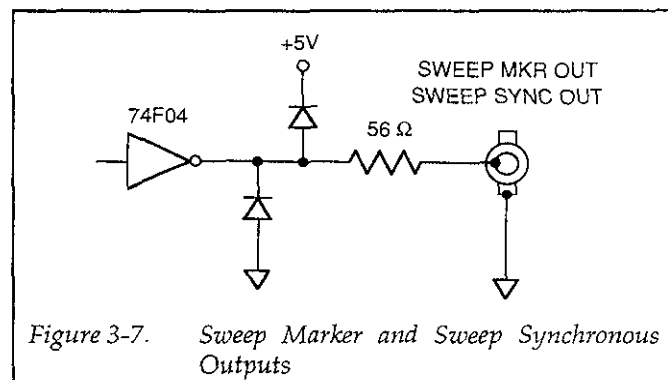 +5V
SWEEP MKR OUT
SWEEP SYNC OUT
74F04
56 Ω
Figure 3-7. Sweep Marker and Sweep Synchronous
Outputs